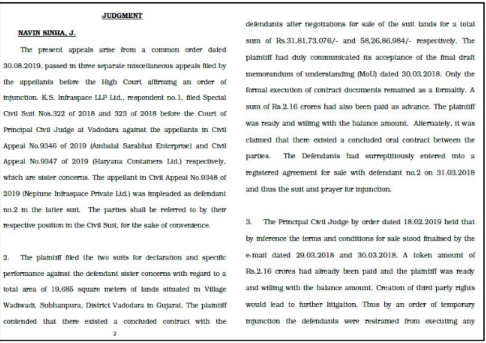 JUDGMENT
NAVIN SINHA, J.
The present appeals arise from a common order dated
30.08.2019, passed in three separate miscellaneous appeals filed by
the appellants before the High Court affirming an order of
injunction. K.S. Infraspace LLP Ltd., respondent no.1, filed Special
Civil Suit Nos.322 of 2018 and 323 of 2018 before the Court of
Principal Civil Judge at Vadodara against the appellants in Civil
Appeal No.9346 of 2019 (Ambalal Sarabhai Enterprise) and Civil
Appeal No.9347 of 2019 (Haryana Containers Ltd.) respectively,
which are sister concerns. The appellant in Civil Appeal No.9348 of
2019 (Neptune Infraspace Private Ltd.) was impleaded as defendant
no.2 in the latter suit. The parties shall be referred to by their
respective position in the Civil Suit, for the sake of convenience.
2. The plaintiff filed the two suits for declaration and specific
performance against the defendant sister concerns with regard to a
total area of 19,685 square meters of lands situated in Village
Wadiwadi, Subhanpura, District Vadodara in Gujarat. The plaintiff
contended that there existed a concluded contract with the
2
defendants after negotiations for sale of the suit lands for a total
sum of Rs.31,81,73,076/- and 58,26,86,984/- respectively. The
plaintiff had duly communicated its acceptance of the final draft
memorandum of understanding (MoU) dated 30.03.2018. Only the
formal execution of contract documents remained as a formality. A
sum of Rs.2.16 crores had also been paid as advance. The plaintiff
was ready and willing with the balance amount. Alternately, it was
claimed that there existed a concluded oral contract between the
parties. The Defendants had surreptitiously entered into a
registered agreement for sale with defendant no.2 on 31.03.2018
and thus the suit and prayer for injunction.
3. The Principal Civil Judge by order dated 18.02.2019 held that
by inference the terms and conditions for sale stood finalised by the
e-mail dated 29.03.2018 and 30.03.2018. A token amount of
Rs.2.16 crores had already been paid and the plaintiff was ready
and willing with the balance amount. Creation of third party rights
would lead to further litigation. Thus by an order of temporary
injunction the defendants were restrained from executing any